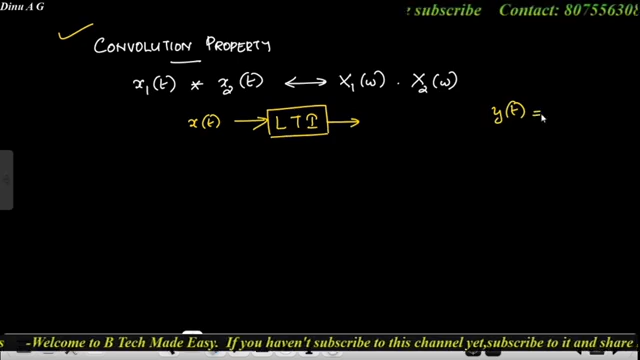 Dinu A G
e subscribe Contact: 807556308
CONVOLUTION PROPERTY
x₁(t) * x₂(t) ⟷ X₁(ω) . X₂(ω)
x(t) → LTI →
y(t) =
s -Welcome to B Tech Made Easy. If you haven't subscribe to this channel yet,subscribe to it and share